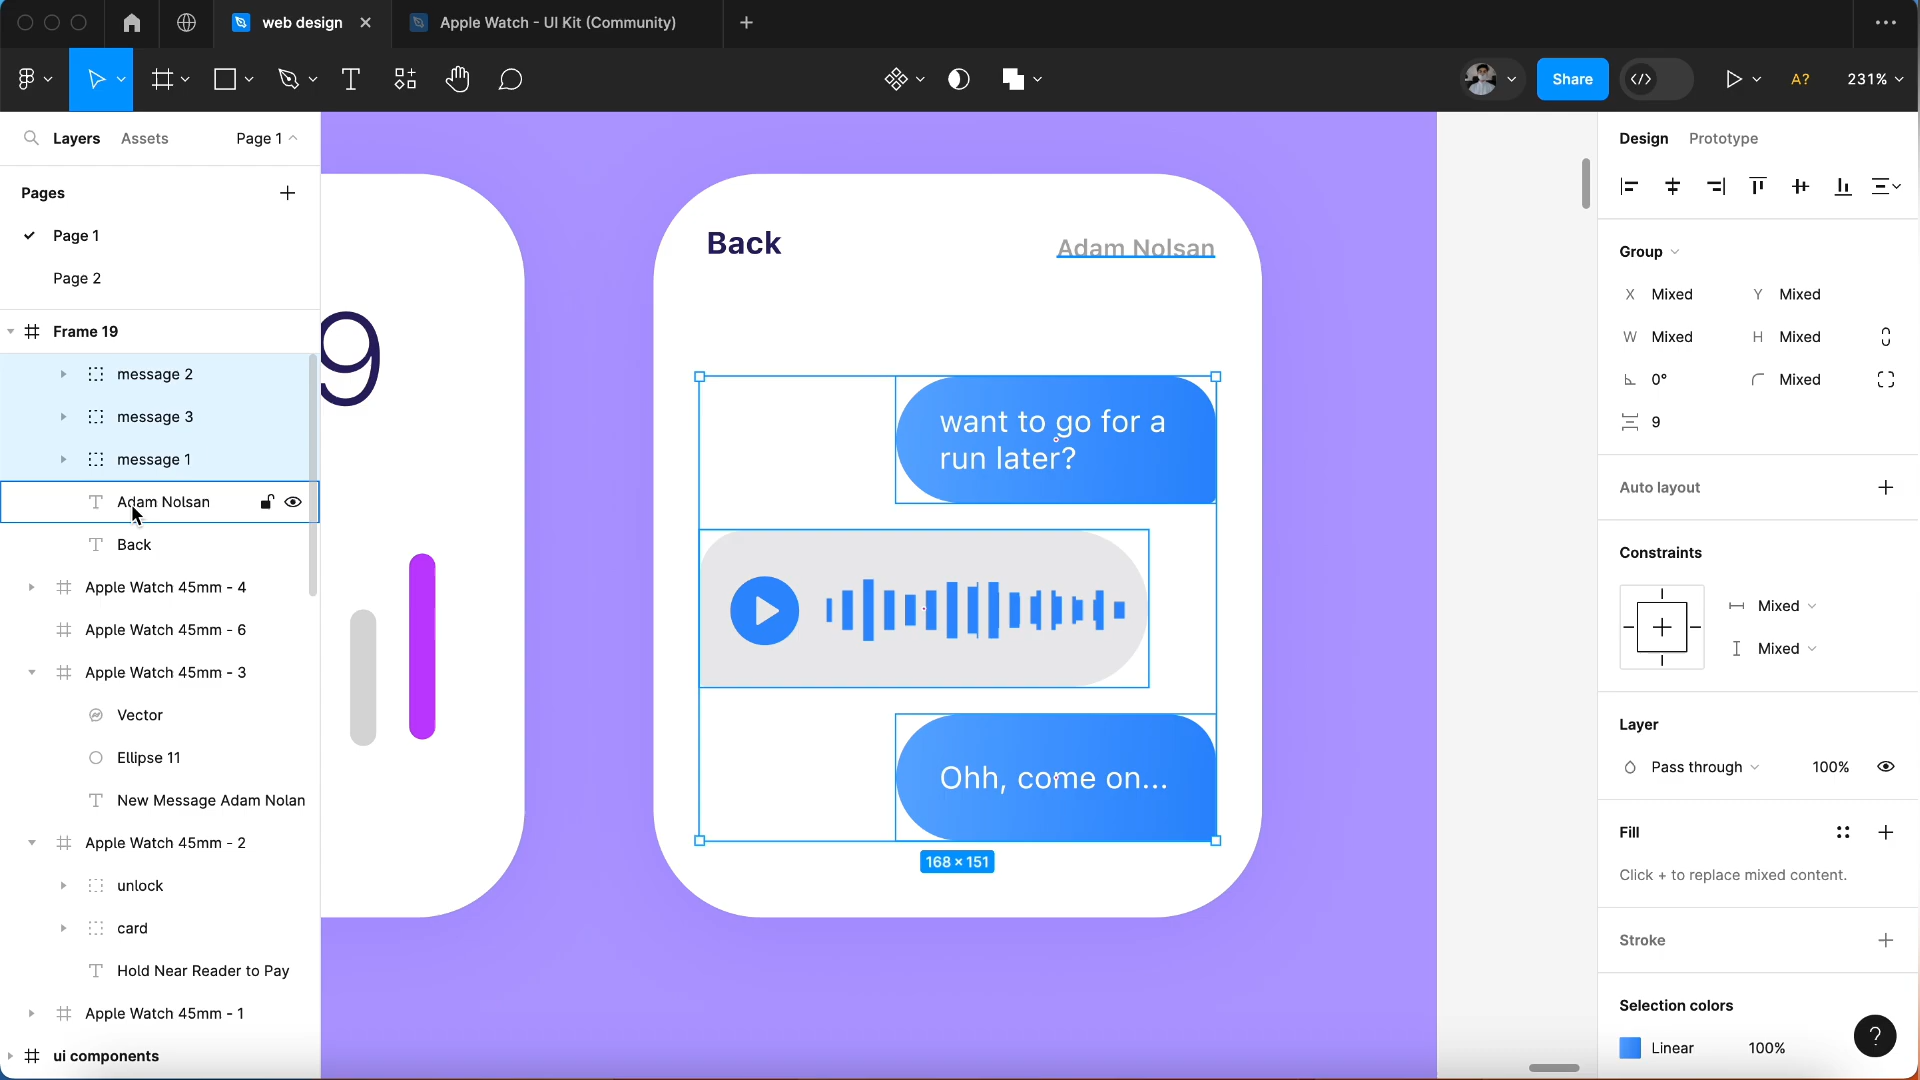 web design
Apple Watch - UI Kit (Community)
Share
A?
231%
Layers
Assets
Page 1
Pages
Page 1
Page 2
Frame 19
message 2
message 3
message 1
Adam Nolsan
Back
Apple Watch 45mm - 4
Apple Watch 45mm - 6
Apple Watch 45mm - 3
Vector
Ellipse 11
New Message Adam Nolan
Apple Watch 45mm - 2
unlock
card
Hold Near Reader to Pay
Apple Watch 45mm - 1
ui components
9
Back
Adam Nolsan
want to go for a
run later?
Ohh, come on...
168 × 151
Design
Prototype
Group
X Mixed
Y Mixed
W Mixed
H Mixed
0°
Mixed
9
Auto layout
Constraints
Mixed
Mixed
Layer
Pass through
100%
Fill
Click + to replace mixed content.
Stroke
Selection colors
Linear
100%
?